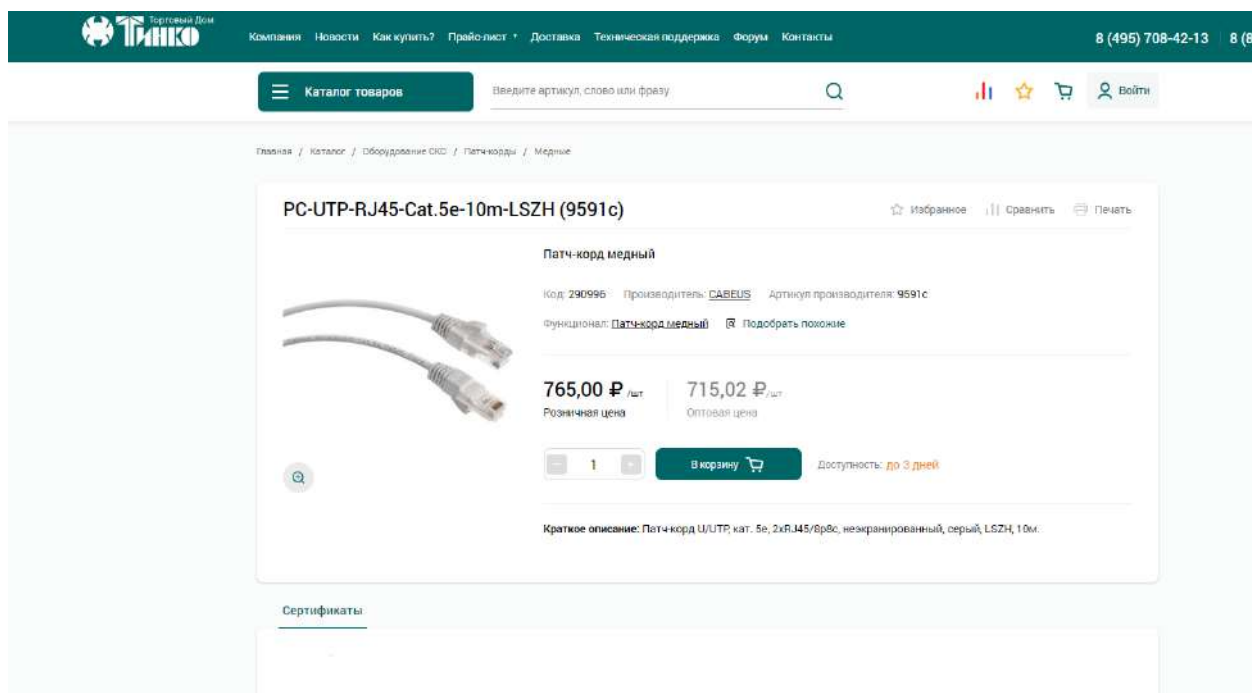 Торговый Дом
ТИНКО
Компания Новости Как купить? Прайс-лист Доставка Техническая поддержка Форум Контакты
8 (495) 708-42-13 8 (8
Каталог товаров
Введите артикул, слово или фразу
Войти
Главная / Каталог / Оборудование СКС / Патч-корды / Медные
PC-UTP-RJ45-Cat.5e-10m-LSZH (9591c)
Избранное Сравнить Печать
Патч-корд медный
Код: 290996 Производитель: CABEUS Артикул производителя: 9591c
Функционал: Патч-корд медный Подобрать похожие
765,00 ₽ /шт 715,02 ₽/шт
Розничная цена Оптовая цена
1 В корзину Доступность: до 3 дней
Краткое описание: Патч-корд U/UTP, кат. 5e, 2xRJ45/8p8c, неэкранированный, серый, LSZH, 10м.
Сертификаты